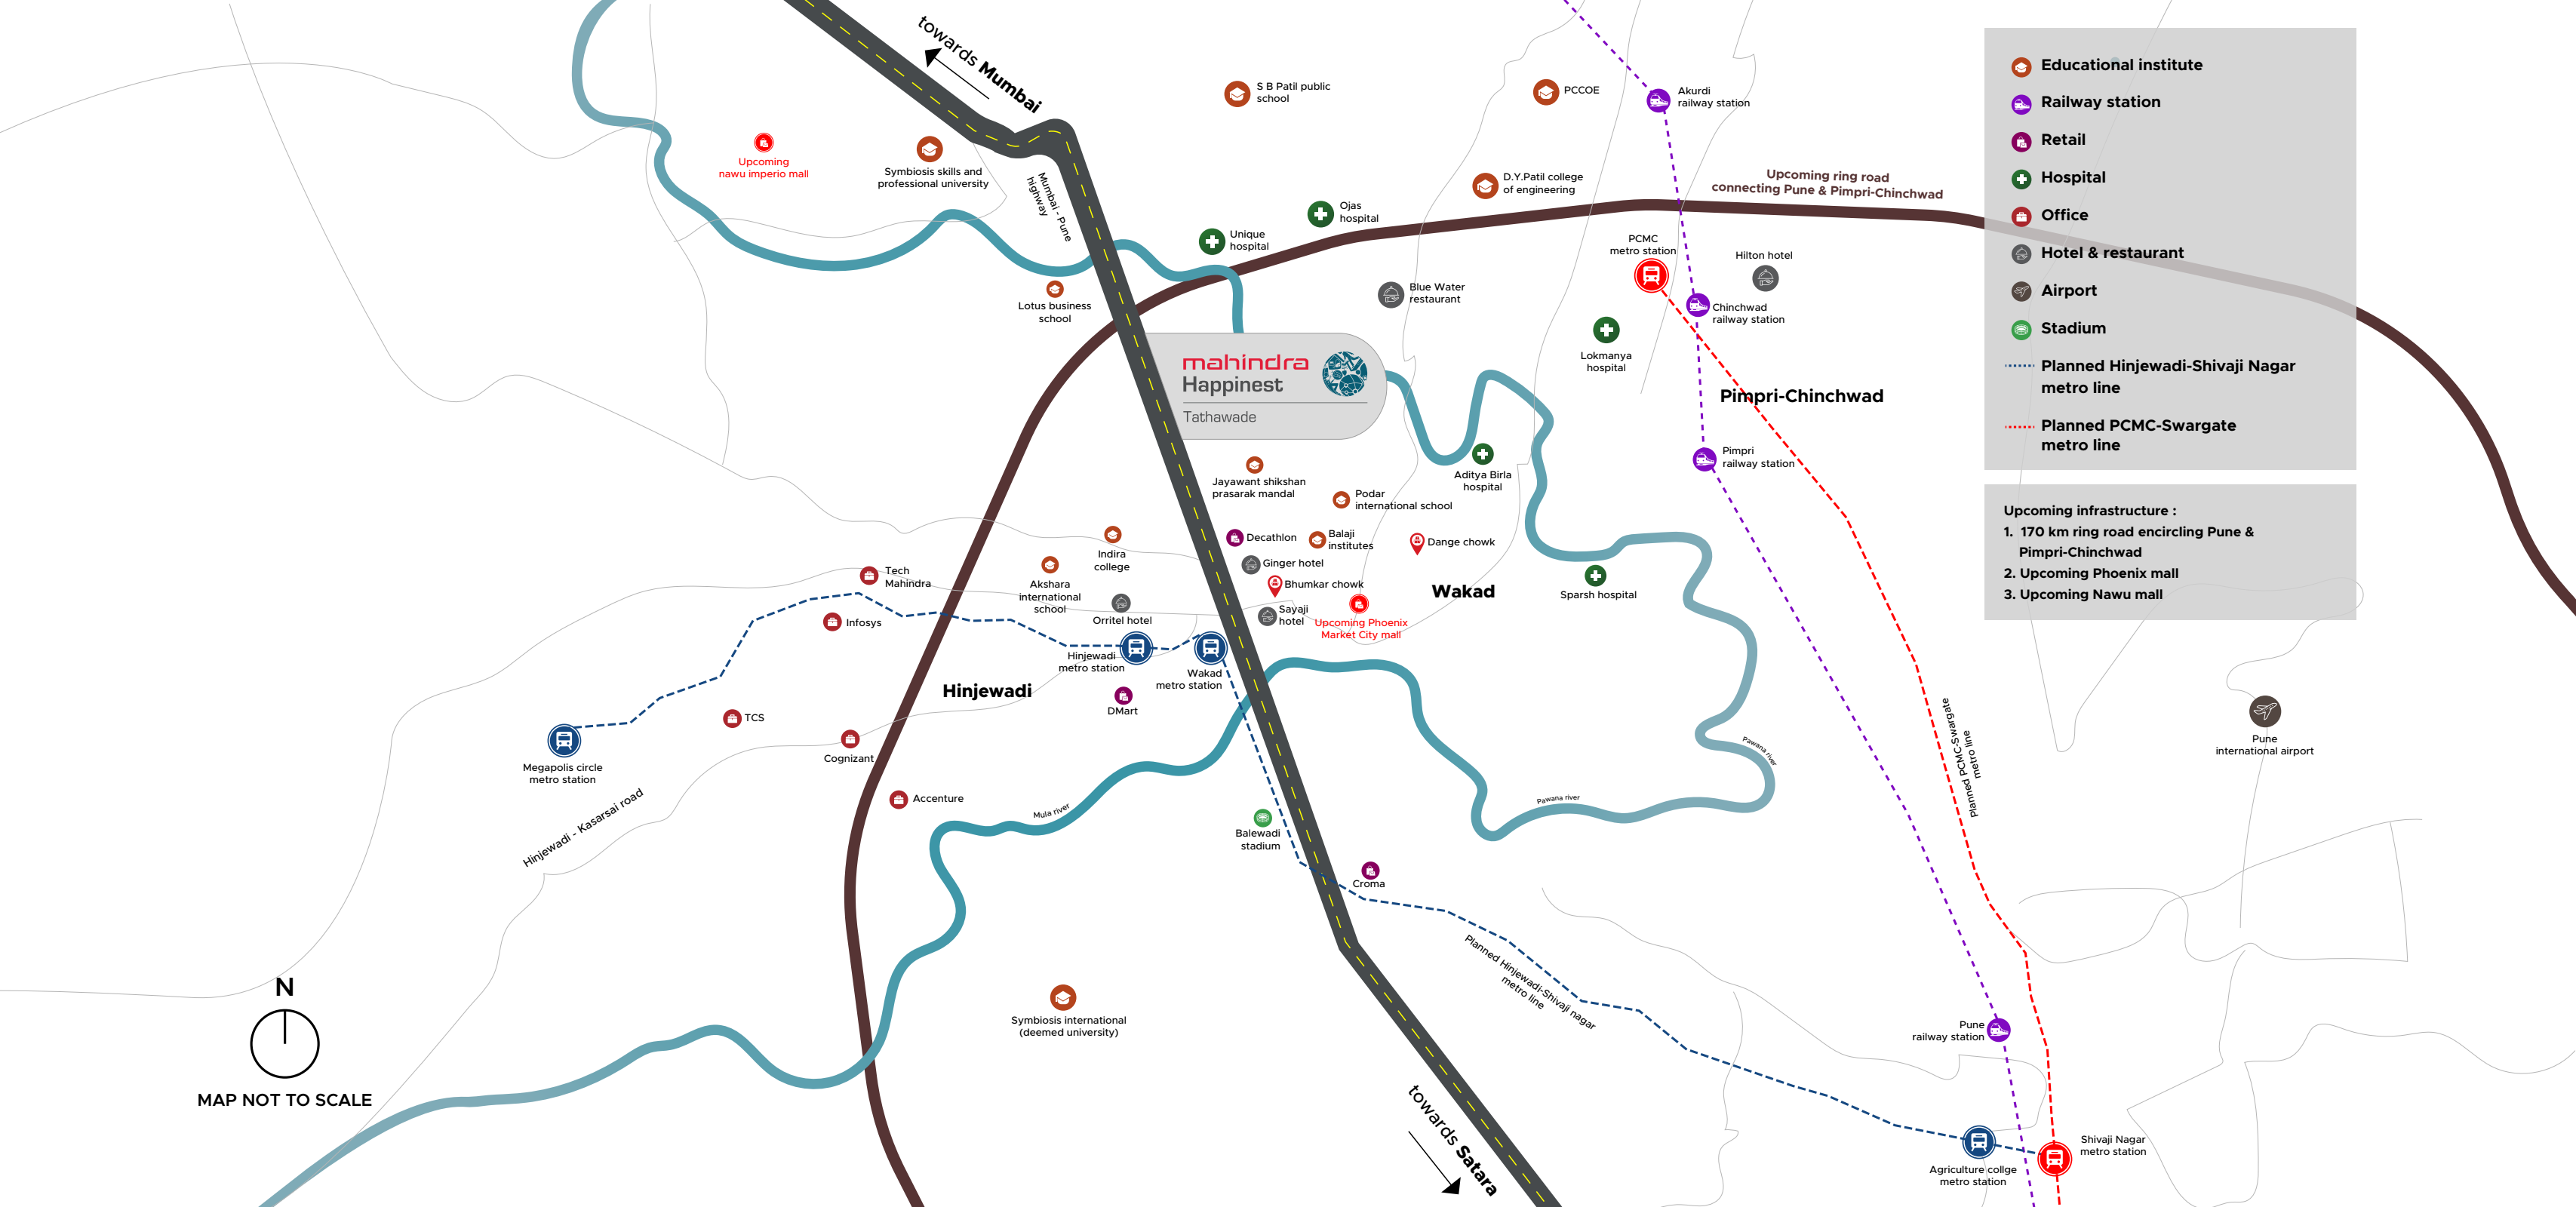 towards Mumbai
S B Patil public
school
PCCOE
Akurdi
railway station
Upcoming
nawu imperio mall
Symbiosis skills and
professional university
Mumbai - Pune
highway
D.Y.Patil college
of engineering
Upcoming ring road
connecting Pune & Pimpri-Chinchwad
Ojas
hospital
Unique
hospital
PCMC
metro station
Hilton hotel
Blue Water
restaurant
Lotus business
school
Chinchwad
railway station
Lokmanya
hospital
mahindra
Happinest
Tathawade
Pimpri-Chinchwad
Pimpri
railway station
Aditya Birla
hospital
Jayawant shikshan
prasarak mandal
Podar
international school
Decathlon
Balaji
institutes
Dange chowk
Indira
college
Ginger hotel
Akshara
international
school
Bhumkar chowk
Tech
Mahindra
Wakad
Sparsh hospital
Orritel hotel
Sayaji
hotel
Upcoming Phoenix
Market City mall
Infosys
Hinjewadi
metro station
Wakad
metro station
Hinjewadi
DMart
TCS
Cognizant
Megapolis circle
metro station
Accenture
Hinjewadi - Kasarsai road
Mula river
Pawana river
Pawana river
Planned PCMC-Swargate
metro line
Pune
international airport
Balewadi
stadium
Croma
Planned Hinjewadi-Shivaji nagar
metro line
Symbiosis international
(deemed university)
Pune
railway station
towards Satara
Agriculture collge
metro station
Shivaji Nagar
metro station
N
MAP NOT TO SCALE
Educational institute
Railway station
Retail
Hospital
Office
Hotel & restaurant
Airport
Stadium
Planned Hinjewadi-Shivaji Nagar
metro line
Planned PCMC-Swargate
metro line
Upcoming infrastructure :
1. 170 km ring road encircling Pune &
Pimpri-Chinchwad
2. Upcoming Phoenix mall
3. Upcoming Nawu mall